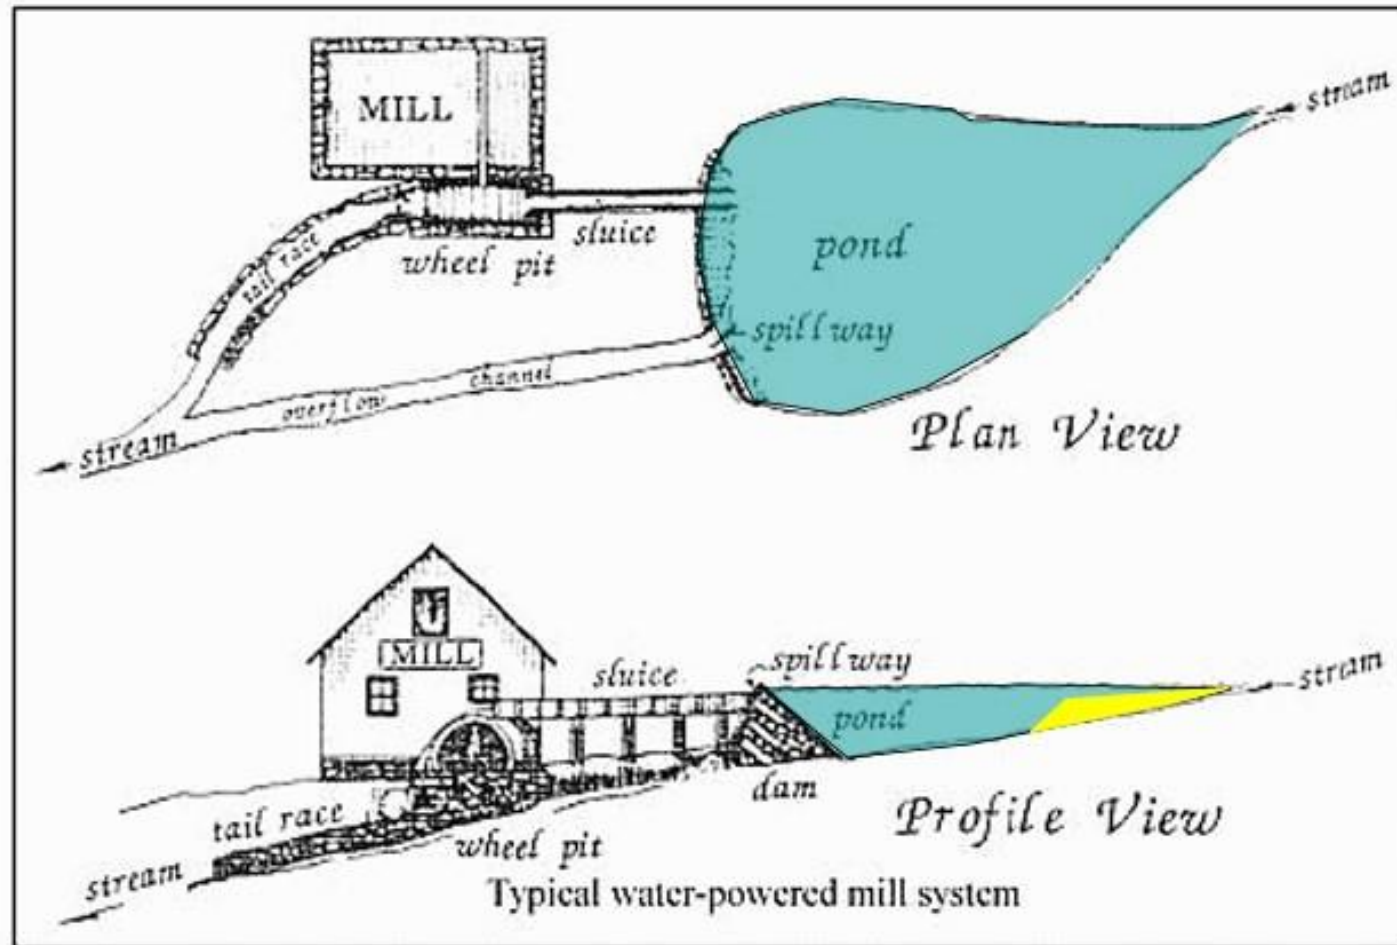 MILL
stream
tail race
wheel pit
sluice
pond
spillway
overflow channel
stream
Plan View
MILL
sluice
spillway
pond
stream
dam
Profile View
tail race
wheel pit
stream
Typical water-powered mill system